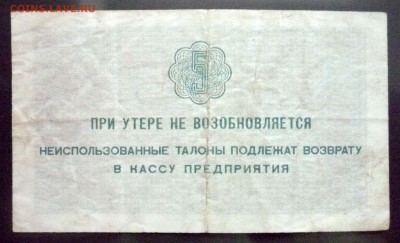 COINS.LAVE.RU
5
ПРИ УТЕРЕ НЕ ВОЗОБНОВЛЯЕТСЯ
НЕИСПОЛЬЗОВАННЫЕ ТАЛОНЫ ПОДЛЕЖАТ ВОЗВРАТУ
В КАССУ ПРЕДПРИЯТИЯ